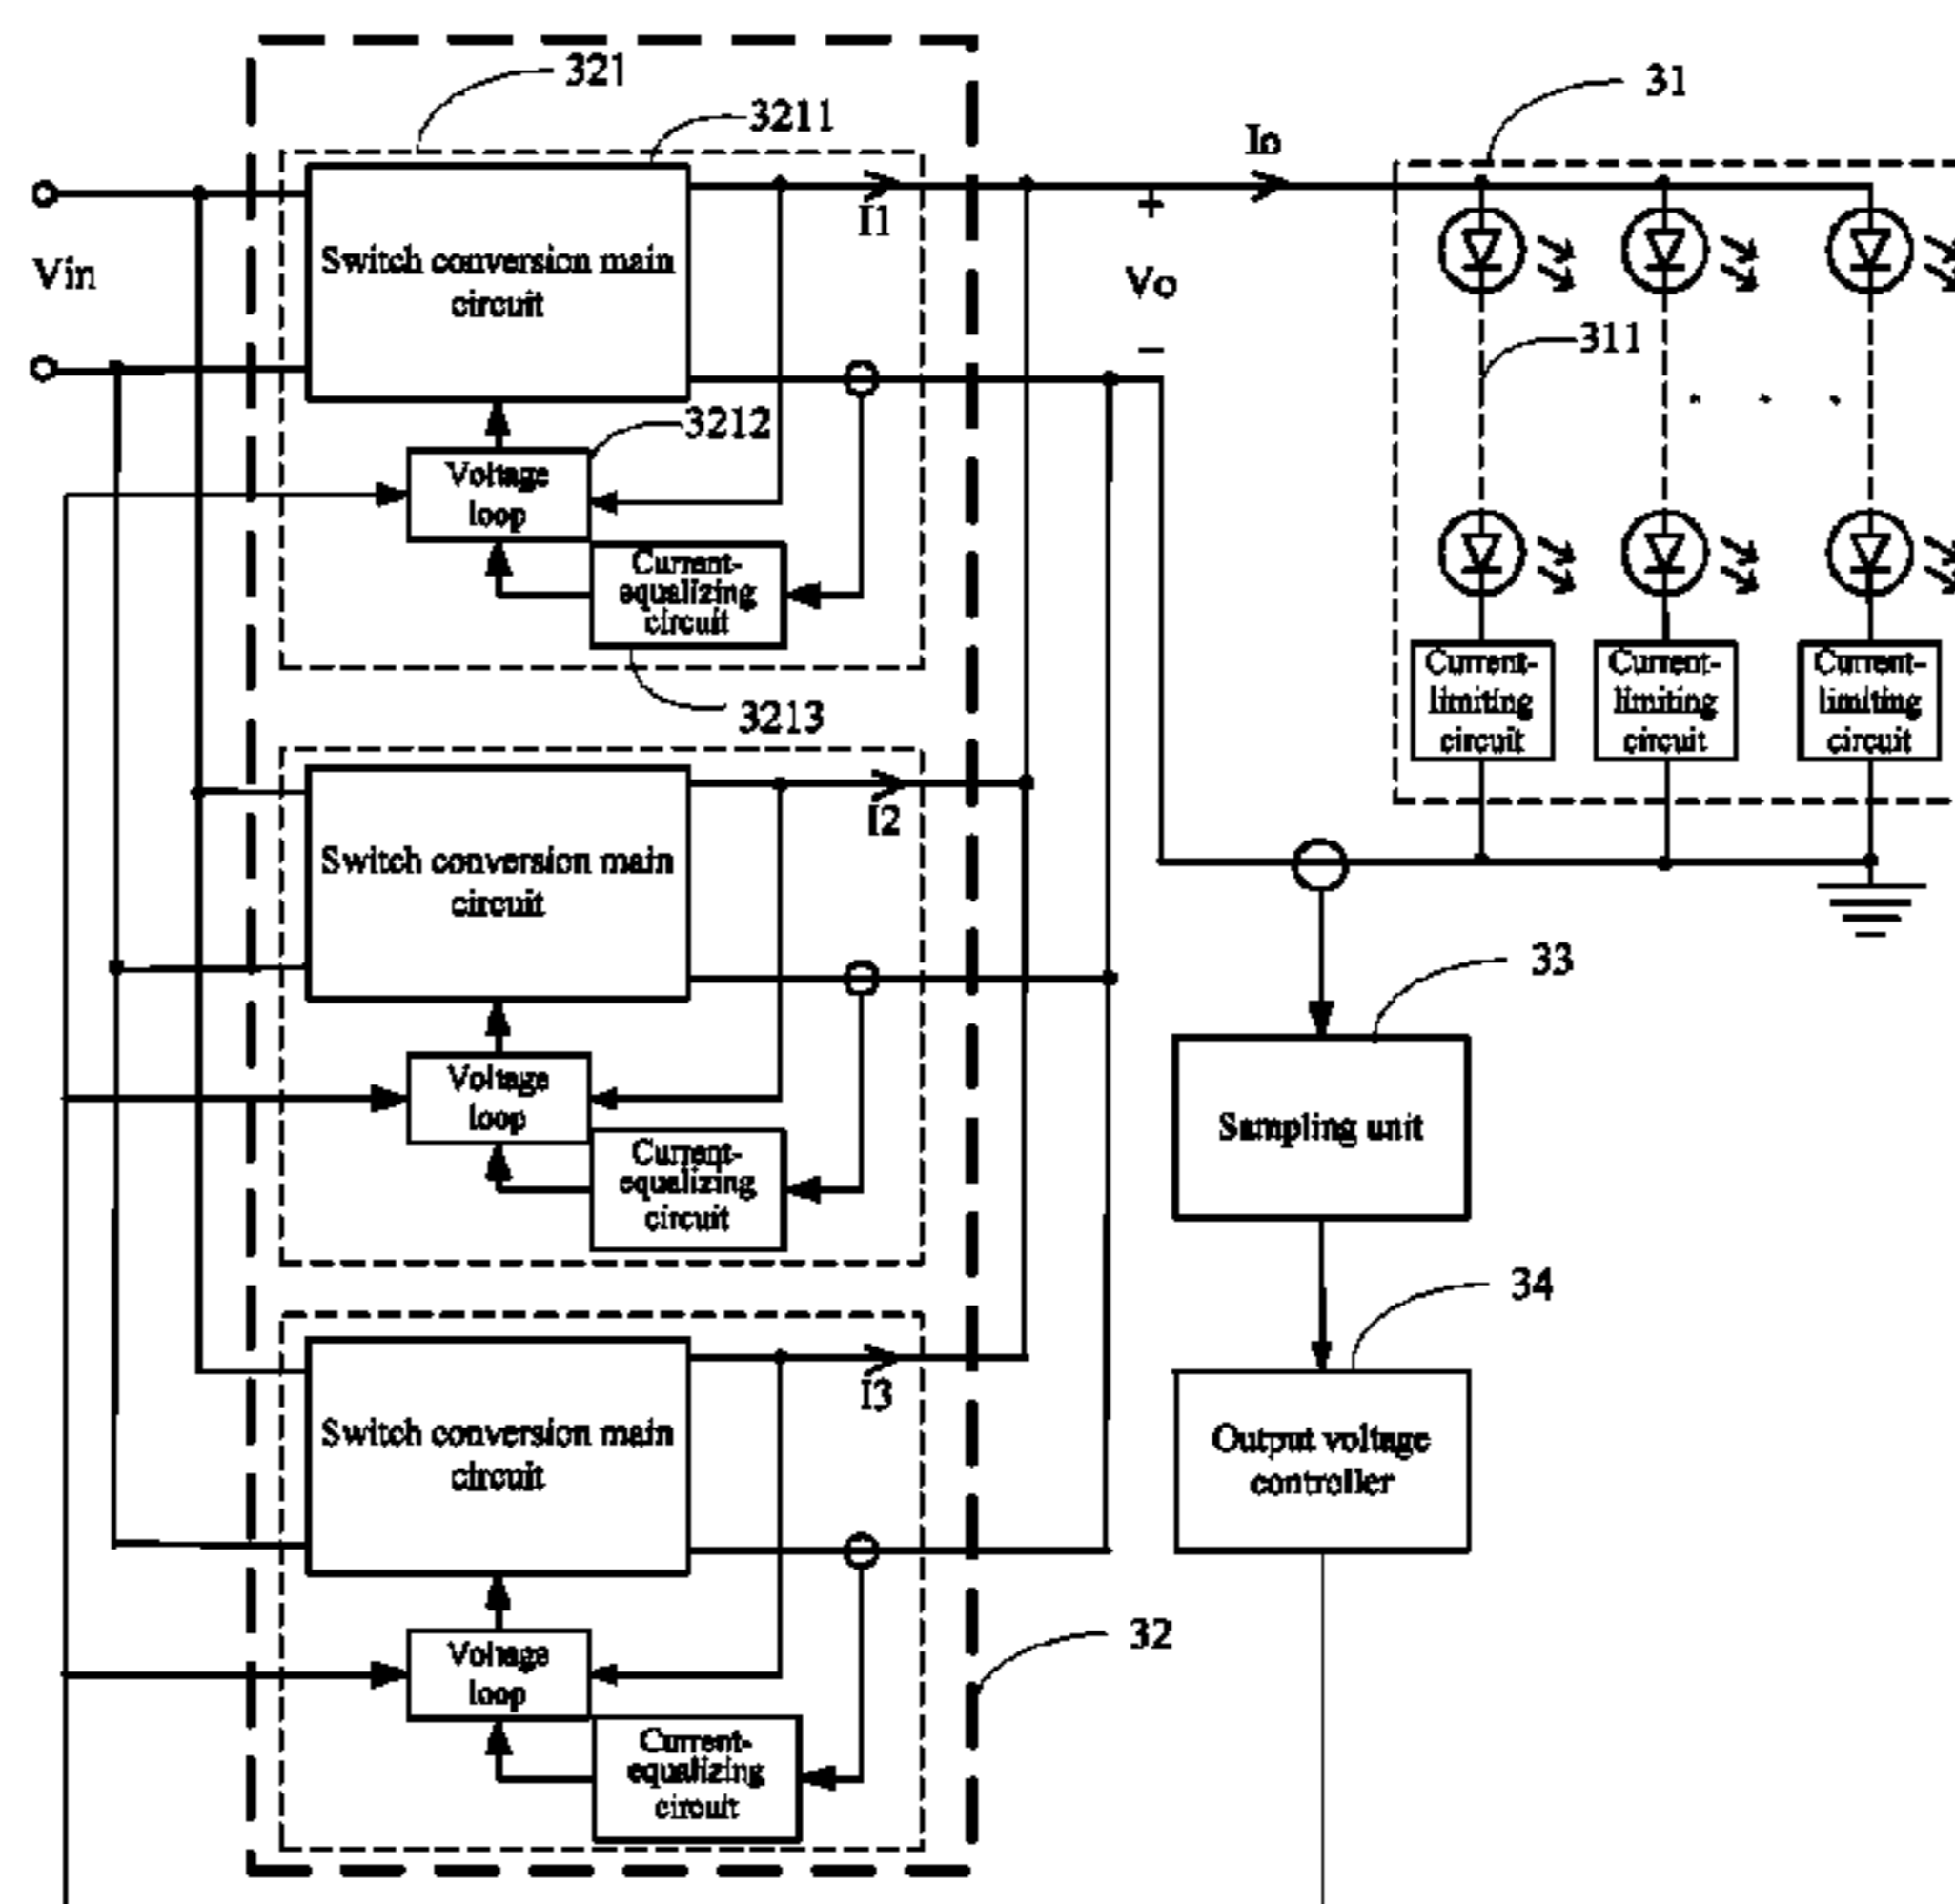 321
3211
31
Io
I1
Vin
+
Vo
−
Switch conversion main
circuit
311
3212
Voltage
loop
Current-
equalizing
circuit
3213
Current-
limiting
circuit
Current-
limiting
circuit
Current-
limiting
circuit
I2
Switch conversion main
circuit
33
Voltage
loop
Sampling unit
Current-
equalizing
circuit
34
I3
Switch conversion main
circuit
Output voltage
controller
32
Voltage
loop
Current-
equalizing
circuit